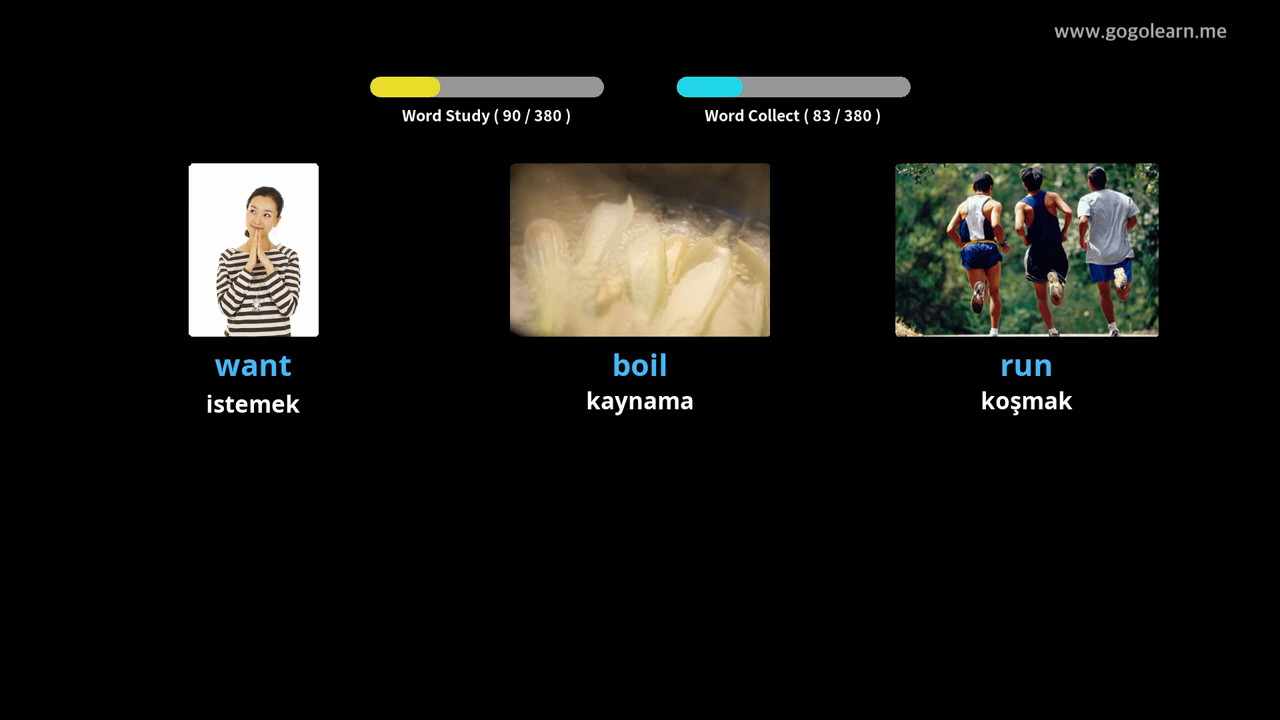 www.gogolearn.me
Word Study ( 90 / 380 )
Word Collect ( 83 / 380 )
want
istemek
boil
kaynama
run
koşmak